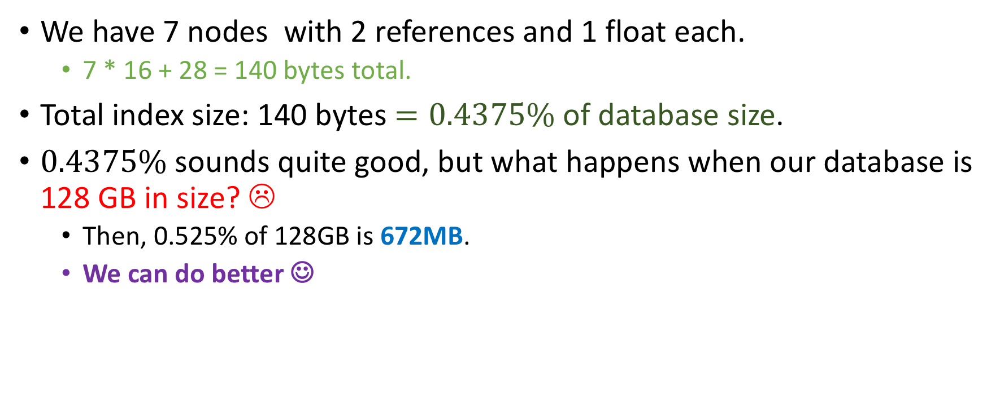 • We have 7 nodes  with 2 references and 1 float each.
• 7 * 16 + 28 = 140 bytes total.
• Total index size: 140 bytes = 0.4375% of database size.
• 0.4375% sounds quite good, but what happens when our database is
128 GB in size? ☹
• Then, 0.525% of 128GB is 672MB.
• We can do better ☺